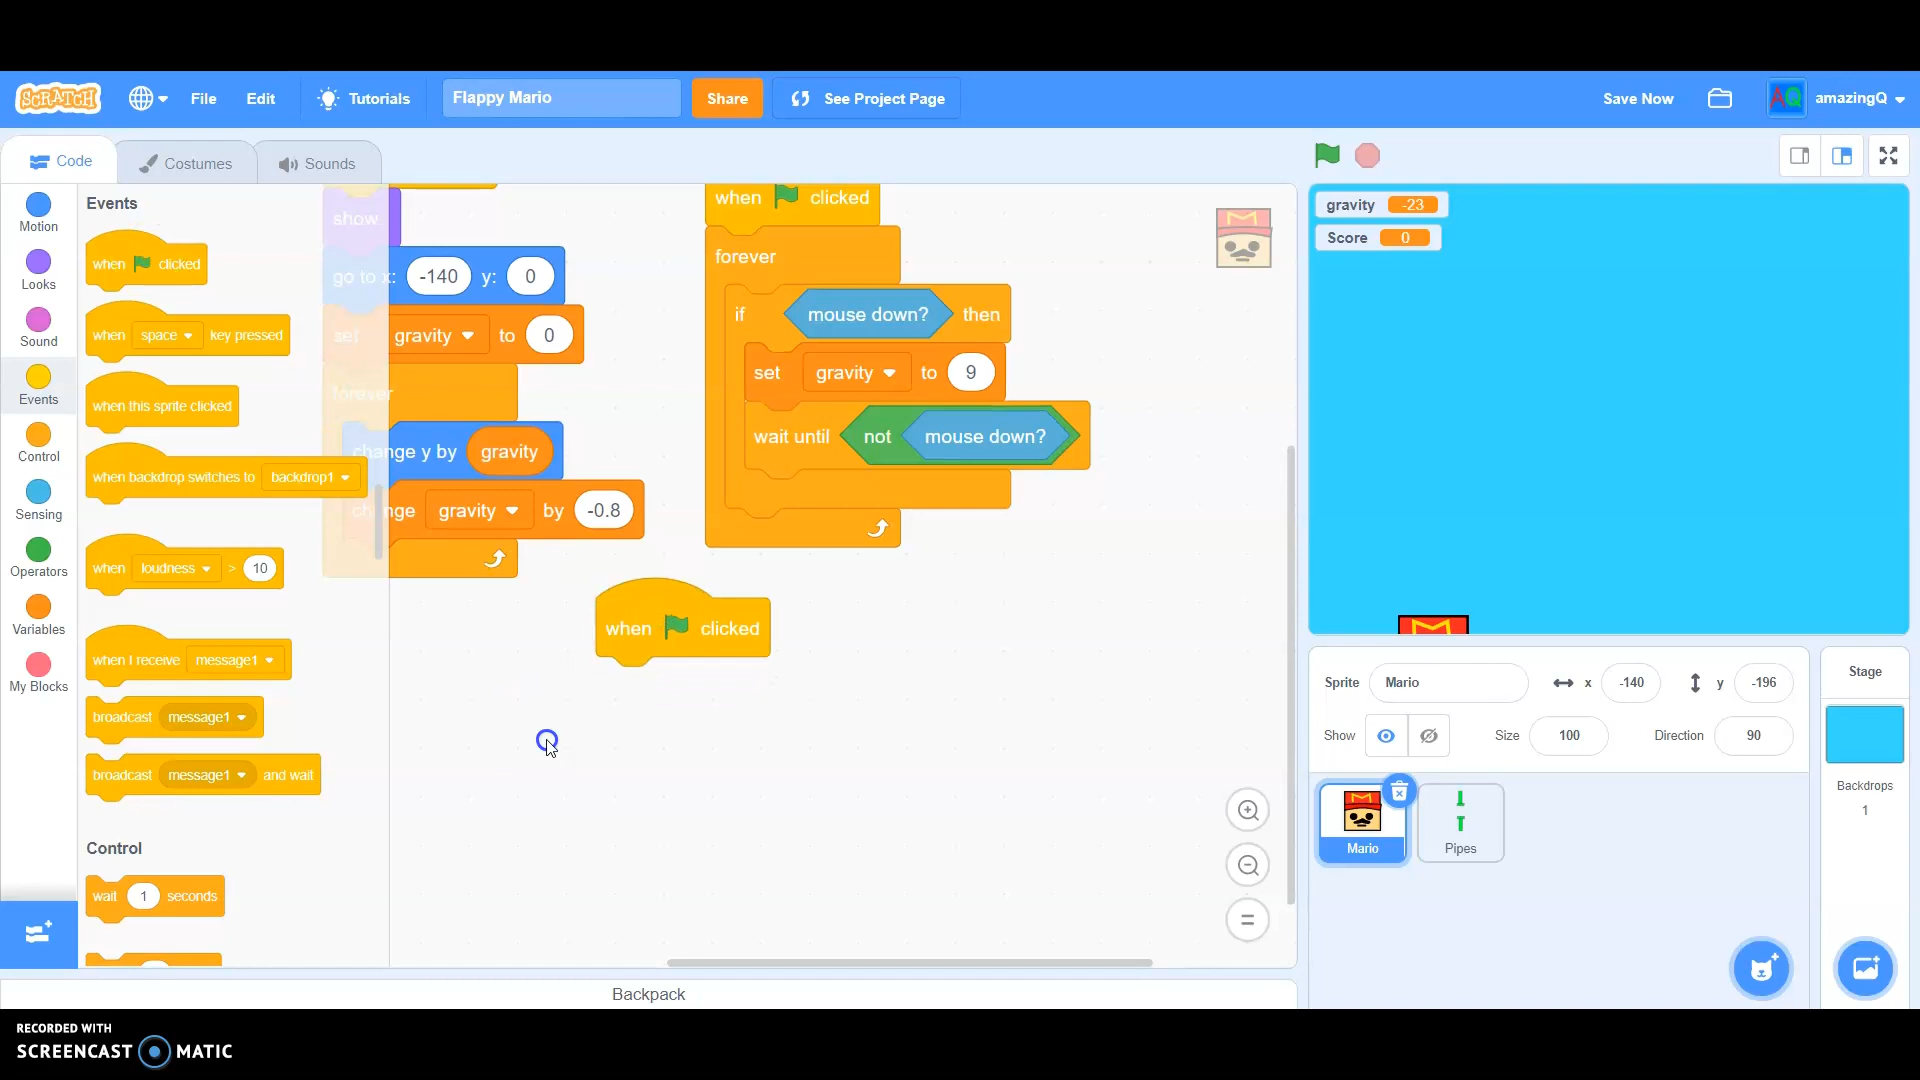 SCRATCH
File
Edit
Tutorials
Flappy Mario
Share
See Project Page
Save Now
AQ
amazingQ
Code
Costumes
Sounds
Motion
Looks
Sound
Events
Control
Sensing
Operators
Variables
My Blocks
Events
when clicked
when space key pressed
when this sprite clicked
when backdrop switches to backdrop1
when loudness > 10
when I receive message1
broadcast message1
broadcast message1 and wait
Control
wait 1 seconds
show
go to x: -140 y: 0
set gravity to 0
forever
change y by gravity
change gravity by -0.8
when clicked
forever
if mouse down? then
set gravity to 9
wait until not mouse down?
when clicked
Backpack
gravity -23
Score 0
Sprite Mario x -140 y -196
Show Size 100 Direction 90
Mario
Pipes
Stage
Backdrops
1
RECORDED WITH
SCREENCAST MATIC